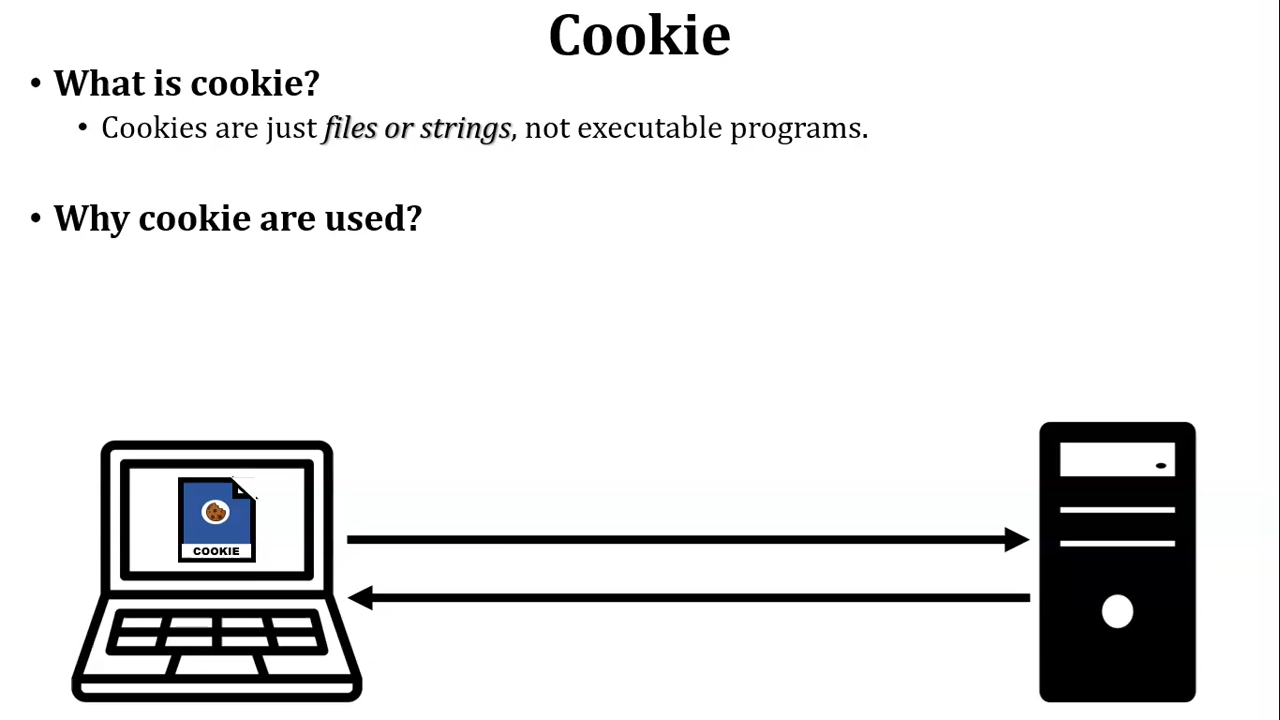 Cookie
• What is cookie?
• Cookies are just files or strings, not executable programs.
• Why cookie are used?
COOKIE